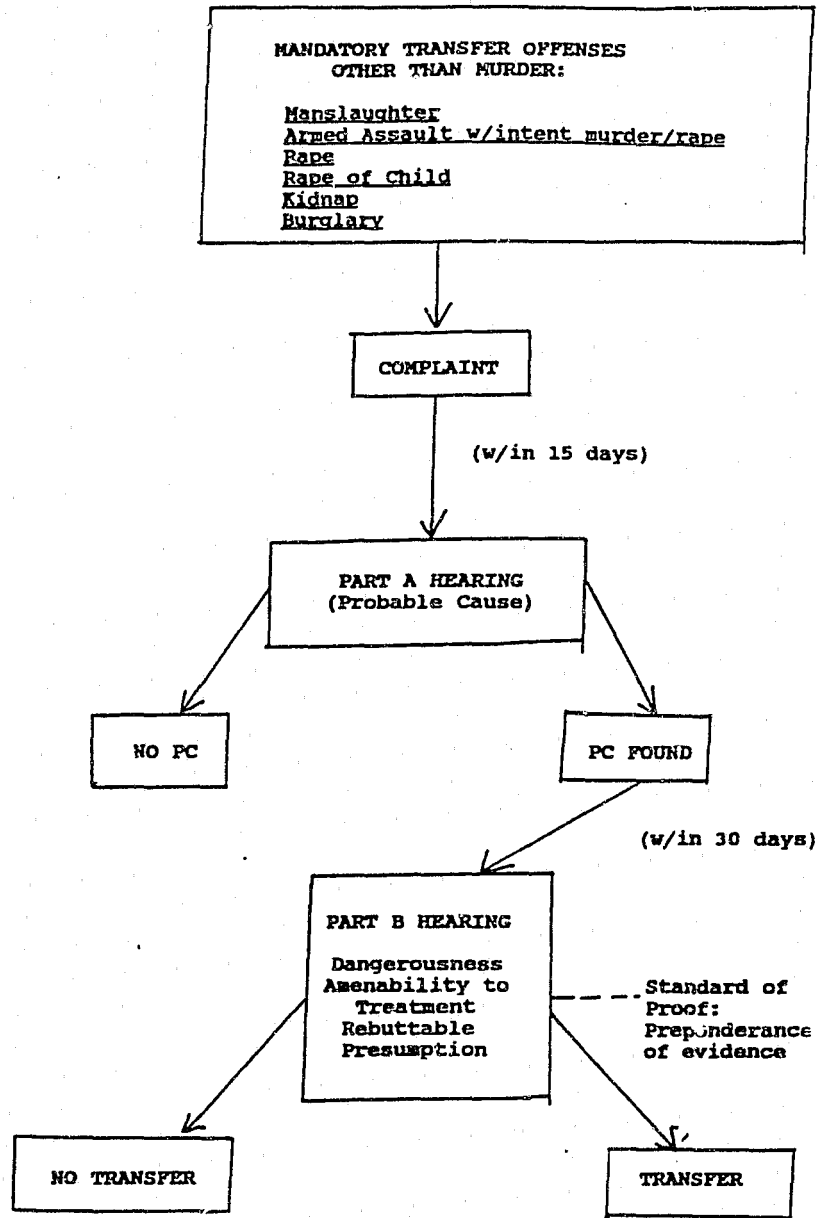 MANDATORY TRANSFER OFFENSES
OTHER THAN MURDER:
Manslaughter
Armed Assault w/intent murder/rape
Rape
Rape of Child
Kidnap
Burglary
COMPLAINT
(w/in 15 days)
PART A HEARING
(Probable Cause)
NO PC
PC FOUND
(w/in 30 days)
PART B HEARING
Dangerousness
Amenability to
Treatment
Rebuttable
Presumption
Standard of
Proof:
Preponderance
of evidence
NO TRANSFER
TRANSFER